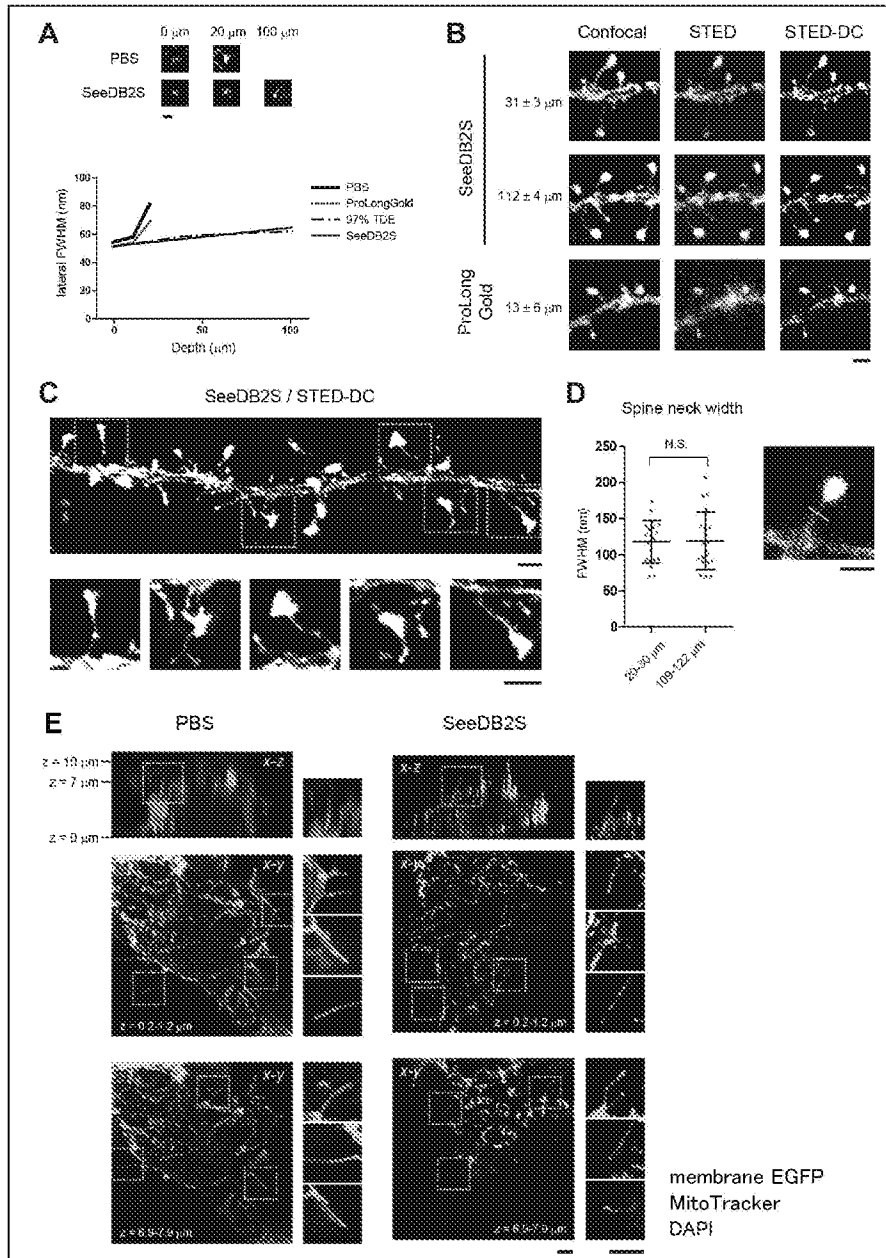 A
0 μm 20 μm 100 μm
PBS
SeeDB2S
100
80
60
40
20
0
lateral FWHM (nm)
0 50 100
Depth (μm)
PBS
ProLongGold
97% TDE
SeeDB2S
B
Confocal STED STED-DC
SeeDB2S
31 ± 3 μm
112 ± 4 μm
ProLong Gold
13 ± 6 μm
C
SeeDB2S / STED-DC
D
Spine neck width
N.S.
250
200
150
100
50
0
FWHM (nm)
109-122 μm
E
PBS SeeDB2S
z = 10 μm
z = 7 μm
z = 0 μm
x-z
x-z
x-y
x-y
z = 0.2-1.2 μm
z = 0.2-1.2 μm
x-y
x-y
z = 6.9-7.9 μm
z = 6.9-7.9 μm
membrane EGFP
MitoTracker
DAPI